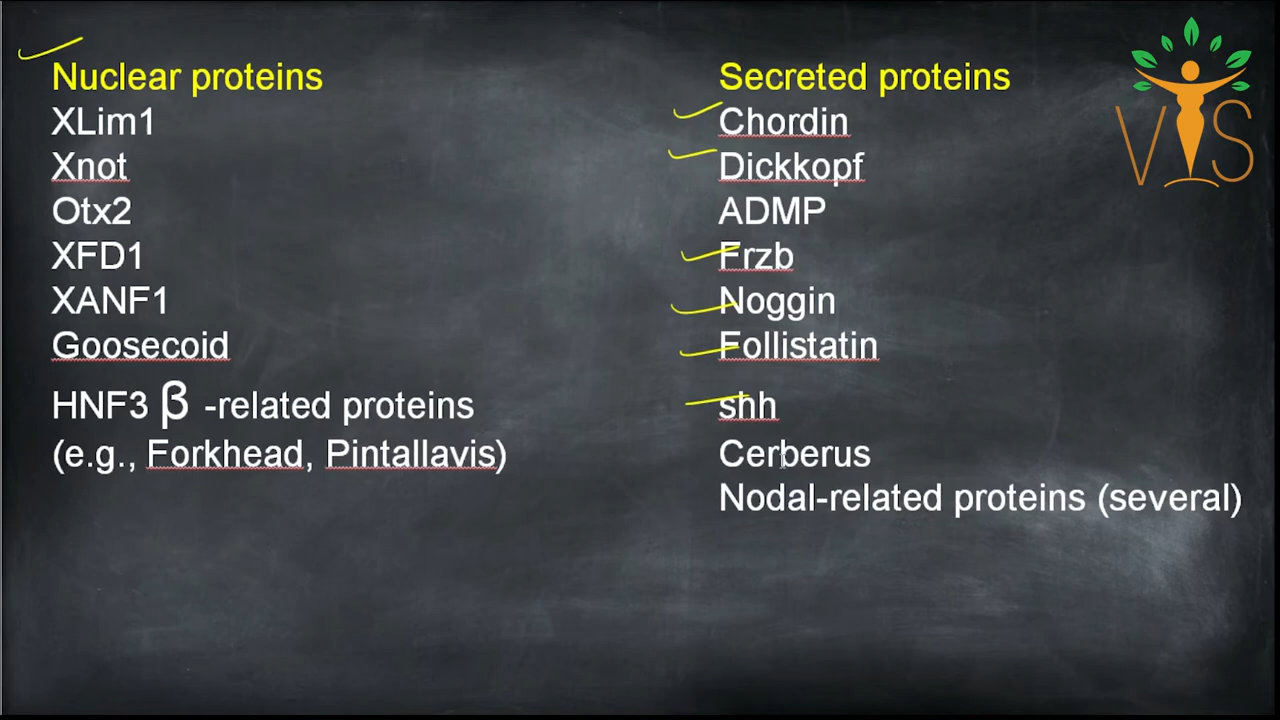 Nuclear proteins
XLim1
Xnot
Otx2
XFD1
XANF1
Goosecoid
HNF3 β -related proteins
(e.g., Forkhead, Pintallavis)
Secreted proteins
Chordin
Dickkopf
ADMP
Frzb
Noggin
Follistatin
shh
Cerberus
Nodal-related proteins (several)
VIS